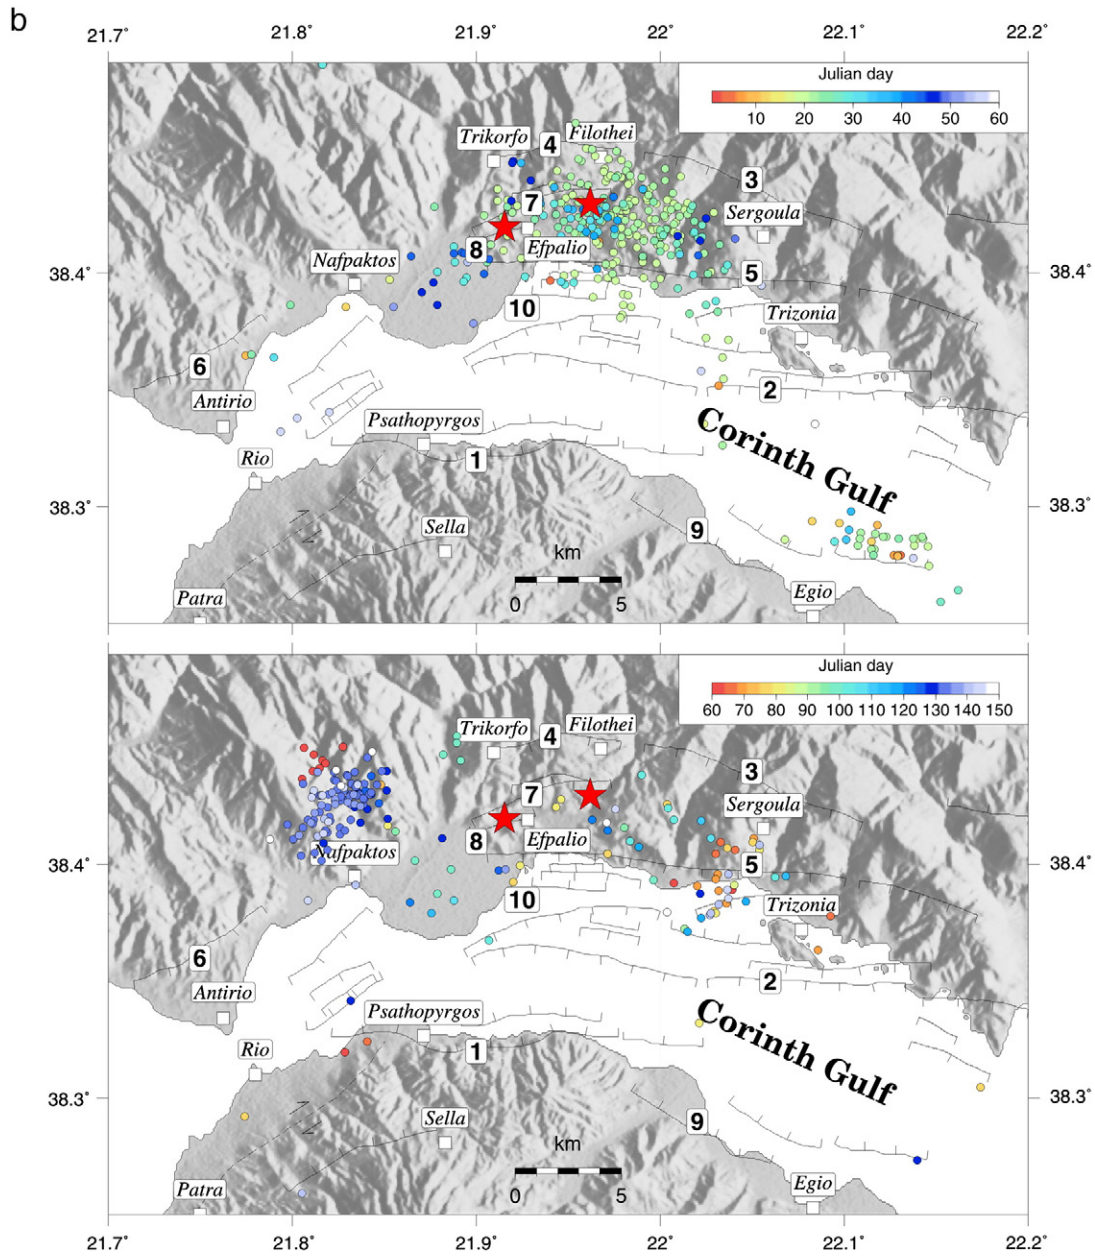 b
21.7° 21.8° 21.9° 22° 22.1° 22.2°
Julian day
10 20 30 40 50 60
Trikorfo 4 Filothei
3
7 Sergoula
8 Efpalio
Nafpaktos 5
38.4° 38.4°
10 Trizonia
6 2
Antirio
Psathopyrgos Corinth Gulf
Rio 1
38.3° 38.3°
Sella 9
km
0 5
Patra Egio
Julian day
60 70 80 90 100 110 120 130 140 150
Trikorfo 4 Filothei
3
7 Sergoula
8 Efpalio
Nafpaktos 5
38.4° 38.4°
10 Trizonia
6 2
Antirio
Psathopyrgos Corinth Gulf
Rio 1
38.3° 38.3°
Sella 9
km
0 5
Patra Egio
21.7° 21.8° 21.9° 22° 22.1° 22.2°